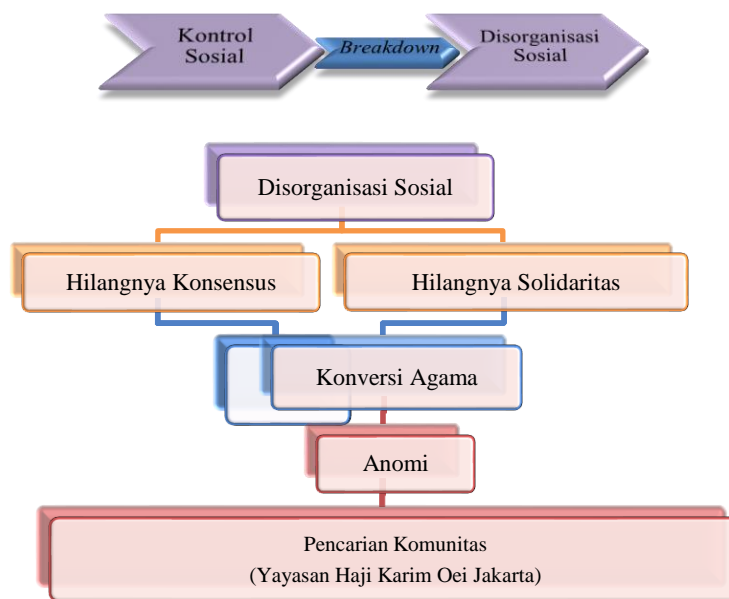 Kontrol
Sosial
Breakdown
Disorganisasi
Sosial
Disorganisasi Sosial
Hilangnya Konsensus
Hilangnya Solidaritas
Konversi Agama
Anomi
Pencarian Komunitas
(Yayasan Haji Karim Oei Jakarta)